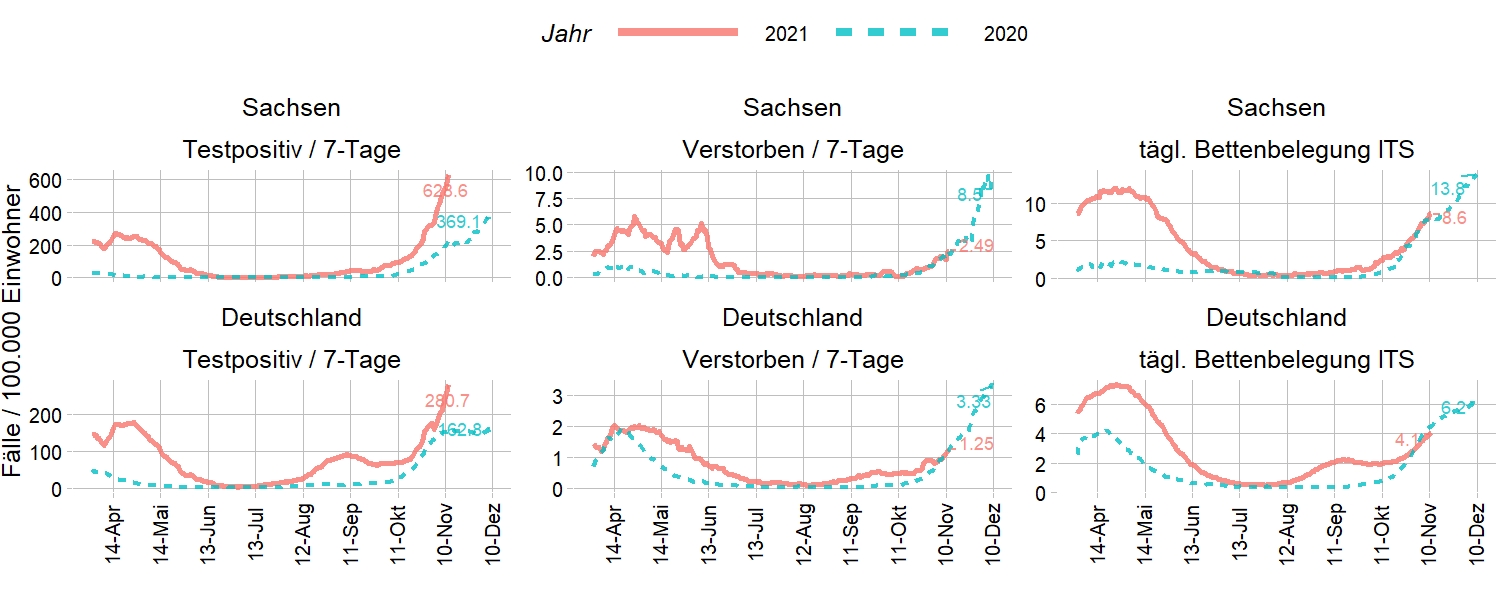 Jahr 2021 2020
Sachsen
Testpositiv / 7-Tage
600
400
200
0
628.6
369.1
Sachsen
Verstorben / 7-Tage
10.0
7.5
5.0
2.5
0.0
8.5
2.49
Sachsen
tägl. Bettenbelegung ITS
10
5
0
13.8
8.6
Fälle / 100.000 Einwohner
Deutschland
Testpositiv / 7-Tage
200
100
0
280.7
162.8
14-Apr
14-Mai
13-Jun
13-Jul
12-Aug
11-Sep
11-Okt
10-Nov
10-Dez
Deutschland
Verstorben / 7-Tage
3
2
1
0
3.33
1.25
14-Apr
14-Mai
13-Jun
13-Jul
12-Aug
11-Sep
11-Okt
10-Nov
10-Dez
Deutschland
tägl. Bettenbelegung ITS
6
4
2
0
6.2
14-Apr
14-Mai
13-Jun
13-Jul
12-Aug
11-Sep
11-Okt
10-Nov
10-Dez